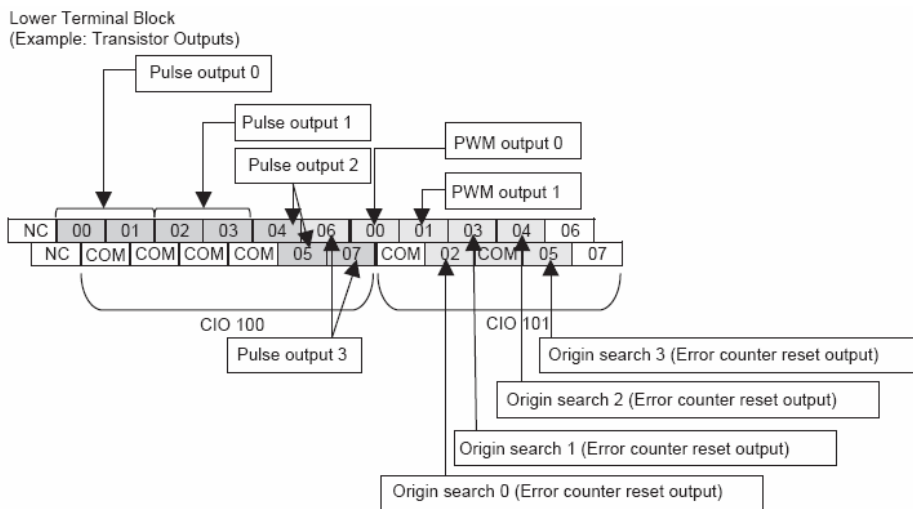 Lower Terminal Block
(Example: Transistor Outputs)
Pulse output 0
Pulse output 1
PWM output 0
Pulse output 2
PWM output 1
NC 00 01 02 03 04 06 00 01 03 04 06
NC COM COM COM COM 05 07 COM 02 COM 05 07
CIO 100
CIO 101
Pulse output 3
Origin search 3 (Error counter reset output)
Origin search 2 (Error counter reset output)
Origin search 1 (Error counter reset output)
Origin search 0 (Error counter reset output)